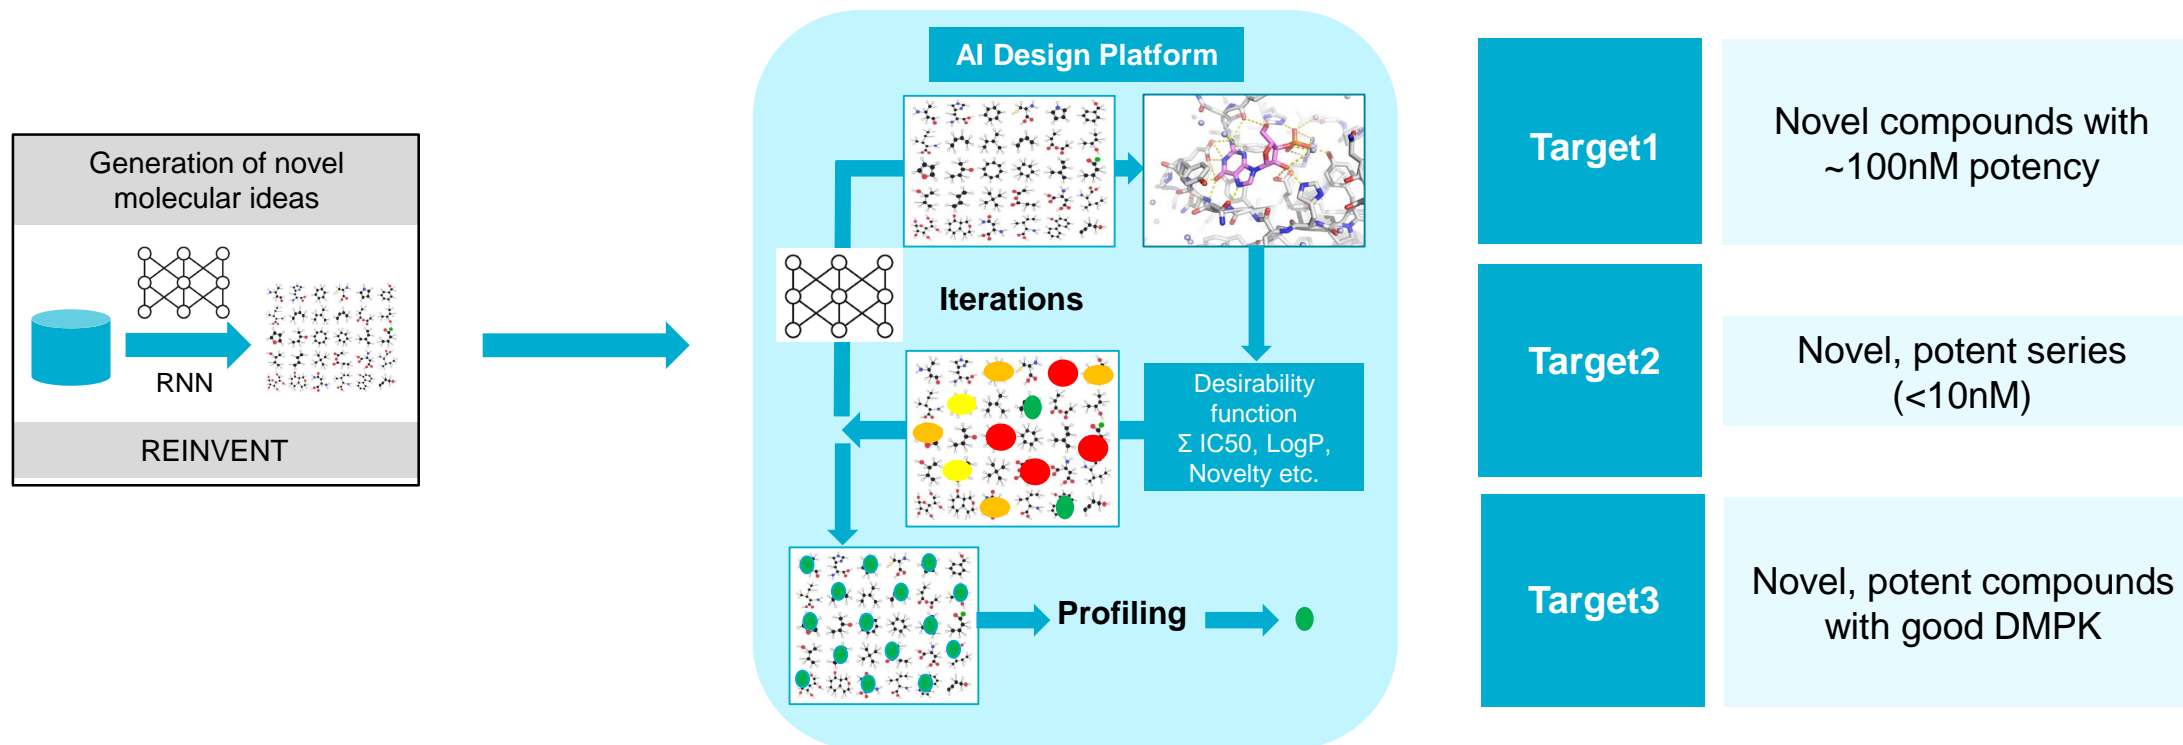 Generation of novel
molecular ideas
RNN
REINVENT
AI Design Platform
Iterations
Desirability
function
Σ IC50, LogP,
Novelty etc.
Profiling
Target1
Novel compounds with
~100nM potency
Target2
Novel, potent series
(<10nM)
Target3
Novel, potent compounds
with good DMPK